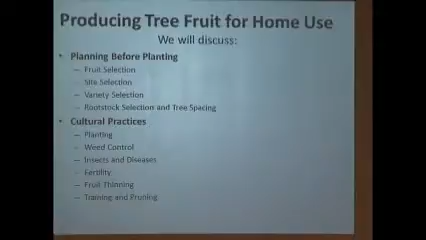 Producing Tree Fruit for Home Use
We will discuss:
• Planning Before Planting
– Fruit Selection
– Site Selection
– Variety Selection
– Rootstock Selection and Tree Spacing
• Cultural Practices
– Planting
– Weed Control
– Insects and Diseases
– Fertility
– Fruit Thinning
– Training and Pruning